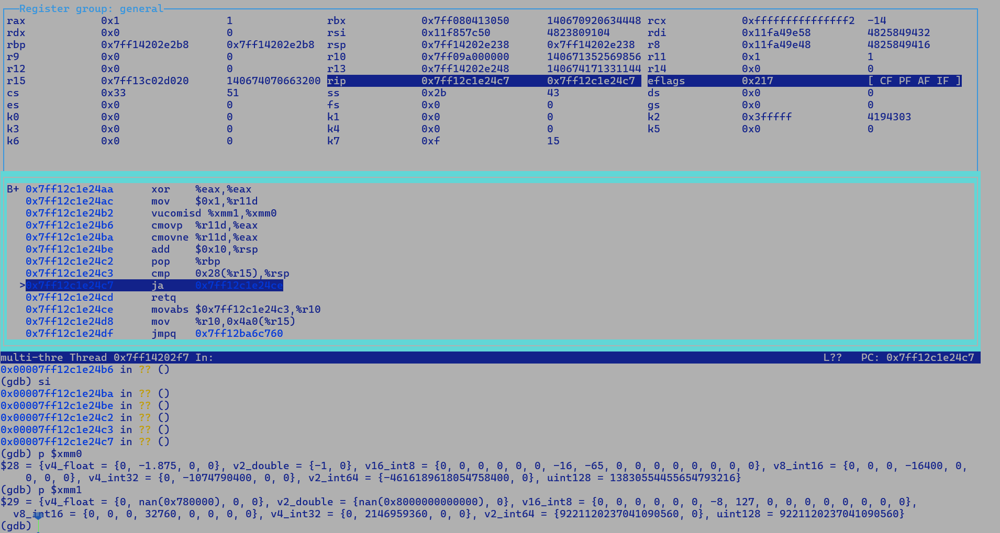 Register group: general
rax 0x1 1 rbx 0x7ff080413050 140670920634448 rcx 0xfffffffffffffff2 -14
rdx 0x0 0 rsi 0x11f857c50 4823809104 rdi 0x11fa49e58 4825849432
rbp 0x7ff14202e2b8 0x7ff14202e2b8 rsp 0x7ff14202e238 0x7ff14202e238 r8 0x11fa49e48 4825849416
r9 0x0 0 r10 0x7ff09a000000 140671352569856 r11 0x1 1
r12 0x0 0 r13 0x7ff14202e248 140674171331144 r14 0x0 0
r15 0x7ff13c02d020 140674070663200 rip 0x7ff12c1e24c7 0x7ff12c1e24c7 eflags 0x217 [ CF PF AF IF ]
cs 0x33 51 ss 0x2b 43 ds 0x0 0
es 0x0 0 fs 0x0 0 gs 0x0 0
k0 0x0 0 k1 0x0 0 k2 0x3fffff 4194303
k3 0x0 0 k4 0x0 0 k5 0x0 0
k6 0x0 0 k7 0xf 15
B+ 0x7ff12c1e24aa xor %eax,%eax
0x7ff12c1e24ac mov $0x1,%r11d
0x7ff12c1e24b2 vucomisd %xmm1,%xmm0
0x7ff12c1e24b6 cmovp %r11d,%eax
0x7ff12c1e24ba cmovne %r11d,%eax
0x7ff12c1e24be add $0x10,%rsp
0x7ff12c1e24c2 pop %rbp
0x7ff12c1e24c3 cmp 0x28(%r15),%rsp
>0x7ff12c1e24c7 ja 0x7ff12c1e24ce
0x7ff12c1e24cd retq
0x7ff12c1e24ce movabs $0x7ff12c1e24c3,%r10
0x7ff12c1e24d8 mov %r10,0x4a0(%r15)
0x7ff12c1e24df jmpq 0x7ff12ba6c760
multi-thre Thread 0x7ff14202f7 In: L?? PC: 0x7ff12c1e24c7
0x00007ff12c1e24b6 in ?? ()
(gdb) si
0x00007ff12c1e24ba in ?? ()
0x00007ff12c1e24be in ?? ()
0x00007ff12c1e24c2 in ?? ()
0x00007ff12c1e24c3 in ?? ()
0x00007ff12c1e24c7 in ?? ()
(gdb) p $xmm0
$28 = {v4_float = {0, -1.875, 0, 0}, v2_double = {-1, 0}, v16_int8 = {0, 0, 0, 0, 0, 0, -16, -65, 0, 0, 0, 0, 0, 0, 0, 0}, v8_int16 = {0, 0, 0, -16400, 0,
0, 0, 0}, v4_int32 = {0, -1074790400, 0, 0}, v2_int64 = {-4616189618054758400, 0}, uint128 = 13830554455654793216}
(gdb) p $xmm1
$29 = {v4_float = {0, nan(0x780000), 0, 0}, v2_double = {nan(0x8000000000000), 0}, v16_int8 = {0, 0, 0, 0, 0, 0, -8, 127, 0, 0, 0, 0, 0, 0, 0, 0},
v8_int16 = {0, 0, 0, 32760, 0, 0, 0, 0}, v4_int32 = {0, 2146959360, 0, 0}, v2_int64 = {9221120237041090560, 0}, uint128 = 9221120237041090560}
(gdb)